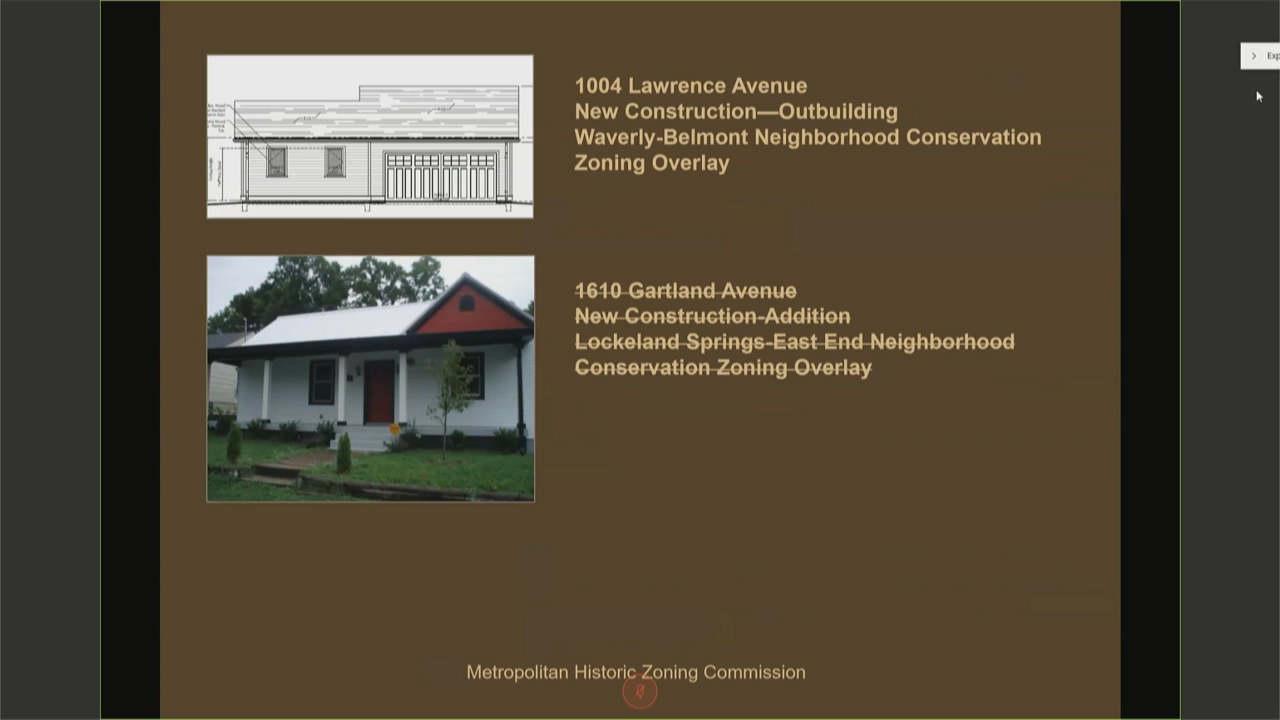 1004 Lawrence Avenue
New Construction—Outbuilding
Waverly-Belmont Neighborhood Conservation
Zoning Overlay
1610 Gartland Avenue
New Construction-Addition
Lockeland Springs-East End Neighborhood
Conservation Zoning Overlay
Metropolitan Historic Zoning Commission
Exp